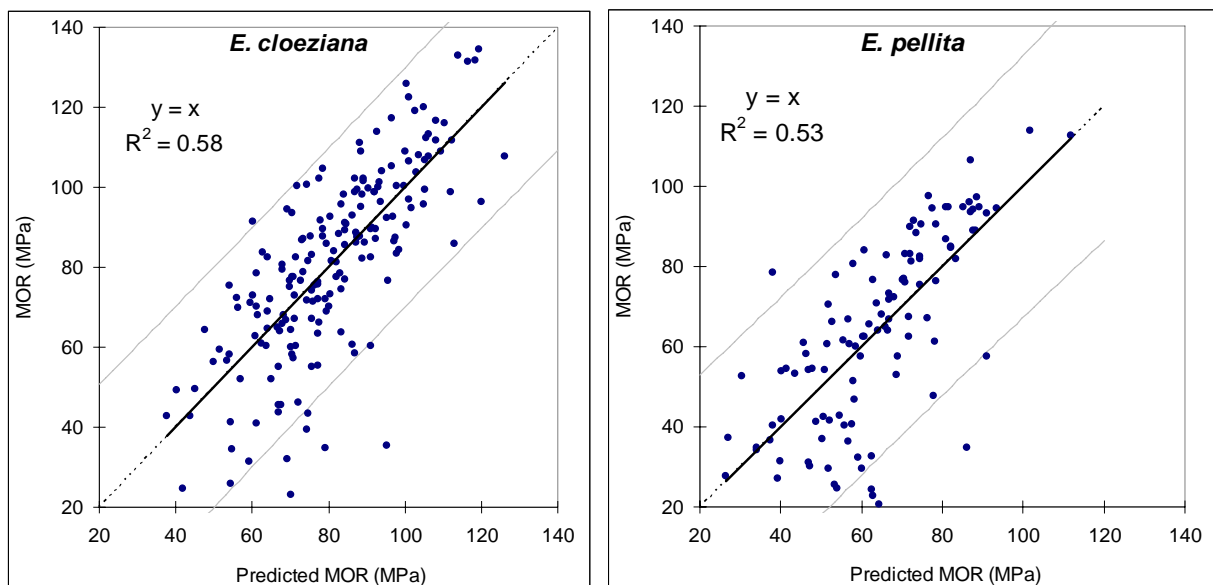 E. cloeziana
y = x
R² = 0.58
140
120
100
80
60
40
20
MOR (MPa)
20 40 60 80 100 120 140
Predicted MOR (MPa)
E. pellita
y = x
R² = 0.53
140
120
100
80
60
40
20
MOR (MPa)
20 40 60 80 100 120 140
Predicted MOR (MPa)